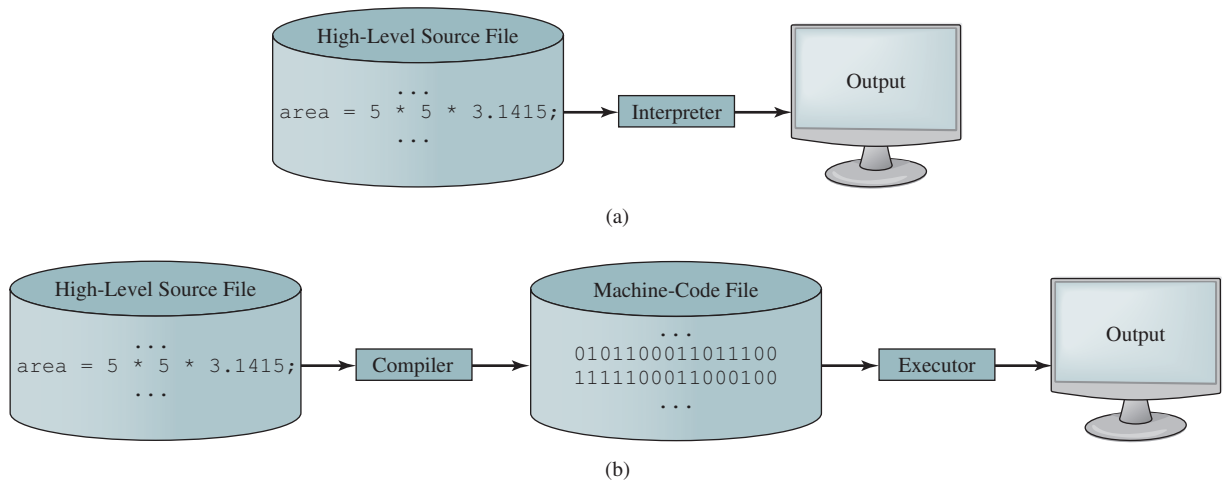 High-Level Source File
...
area = 5 * 5 * 3.1415;
...
Interpreter
Output
(a)
High-Level Source File
...
area = 5 * 5 * 3.1415;
...
Compiler
Machine-Code File
...
0101100011011100
1111100011000100
...
Executor
Output
(b)